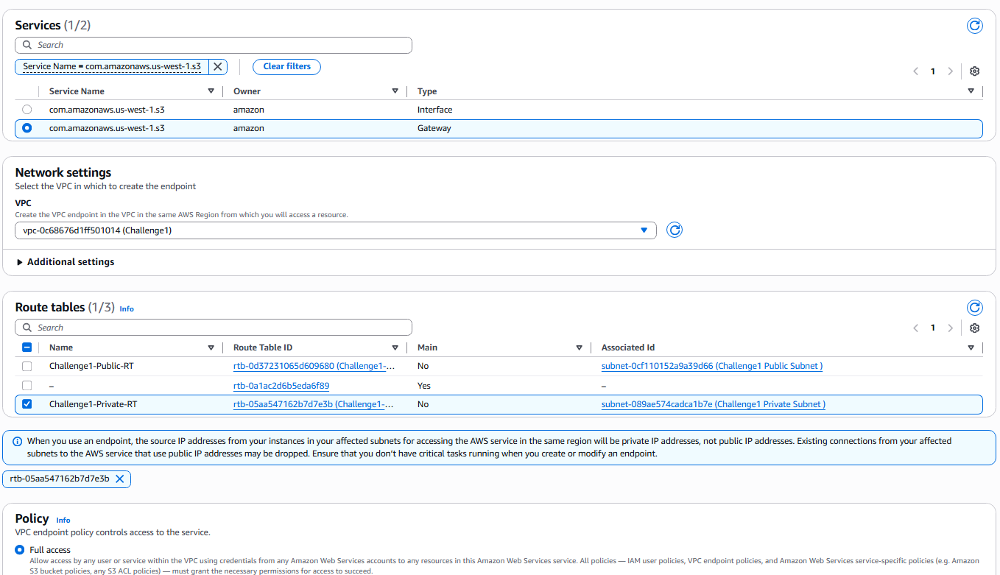 Services (1/2)
Search
Service Name = com.amazonaws.us-west-1.s3
Clear filters
1
Service Name Owner Type
com.amazonaws.us-west-1.s3 amazon Interface
com.amazonaws.us-west-1.s3 amazon Gateway
Network settings
Select the VPC in which to create the endpoint
VPC
Create the VPC endpoint in the VPC in the same AWS Region from which you will access a resource.
vpc-0c68676d1ff501014 (Challenge1)
Additional settings
Route tables (1/3) Info
Search
1
Name Route Table ID Main Associated Id
Challenge1-Public-RT rtb-0d37231065d609680 (Challenge1-... No subnet-0cf110152a9a39d66 (Challenge1 Public Subnet )
– rtb-0a1ac2d6b5eda6f89 Yes –
Challenge1-Private-RT rtb-05aa547162b7d7e3b (Challenge1-... No subnet-089ae574cadca1b7e (Challenge1 Private Subnet )
When you use an endpoint, the source IP addresses from your instances in your affected subnets for accessing the AWS service in the same region will be private IP addresses, not public IP addresses. Existing connections from your affected
subnets to the AWS service that use public IP addresses may be dropped. Ensure that you don't have critical tasks running when you create or modify an endpoint.
rtb-05aa547162b7d7e3b
Policy Info
VPC endpoint policy controls access to the service.
Full access
Allow access by any user or service within the VPC using credentials from any Amazon Web Services accounts to any resources in this Amazon Web Services service. All policies — IAM user policies, VPC endpoint policies, and Amazon Web Services service-specific policies (e.g. Amazon
S3 bucket policies, any S3 ACL policies) — must grant the necessary permissions for access to succeed.